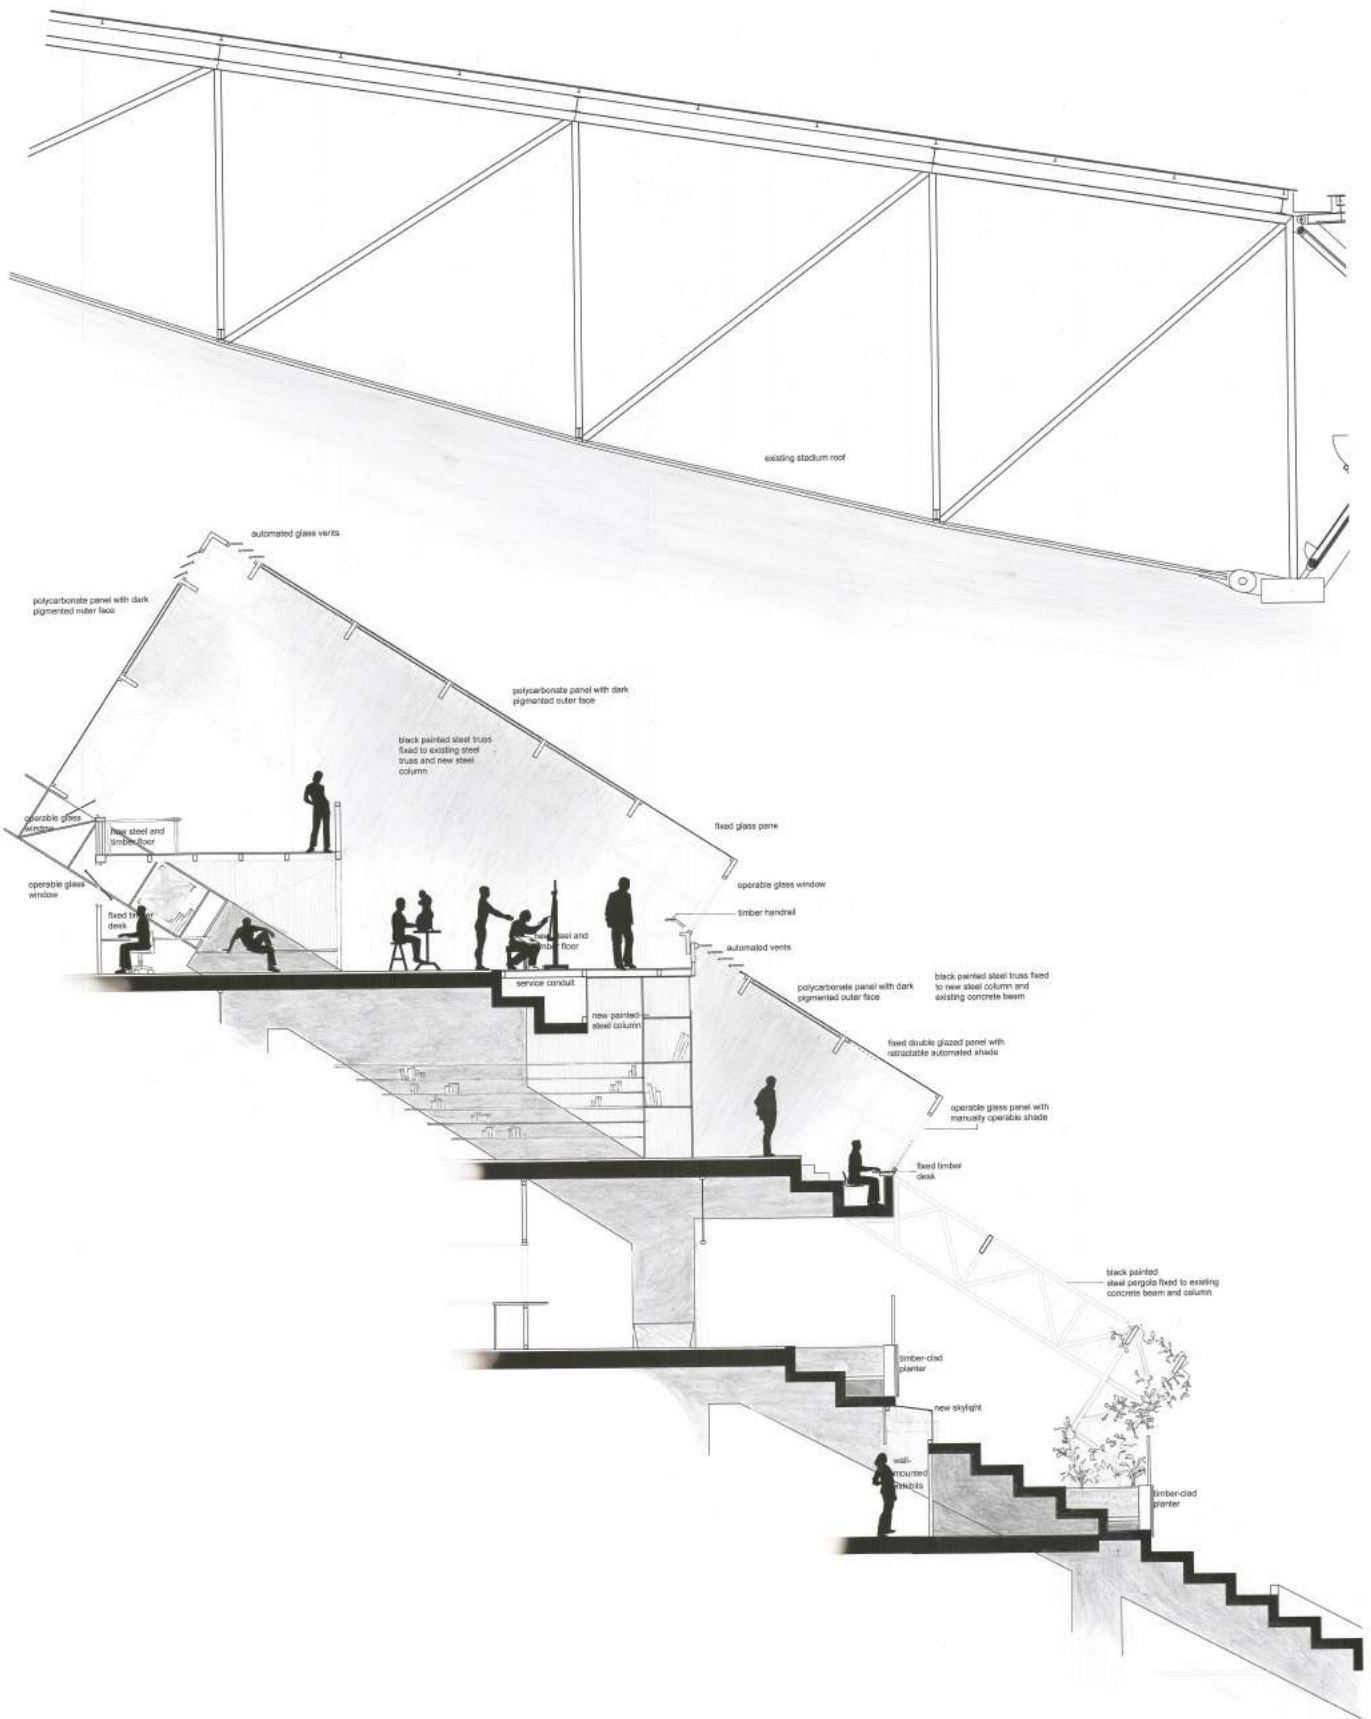 existing stadium roof
automated glass vents
polycarbonate panel with dark
pigmented outer face
polycarbonate panel with dark
pigmented outer face
black painted steel truss
fixed to existing steel
truss and new steel
column
operable glass
window
new steel and
timber floor
fixed glass pane
operable glass
window
operable glass window
fixed timber
desk
timber handrail
new steel and
timber floor
automated vents
service conduit
polycarbonate panel with dark
pigmented outer face
black painted steel truss fixed
to new steel column and
existing concrete beam
new painted
steel column
fixed double glazed panel with
retractable automated shade
operable glass panel with
manually operable shade
fixed timber
desk
black painted
steel pergola fixed to existing
concrete beam and column
timber-clad
planter
new skylight
wall-
mounted
exhibits
timber-clad
planter